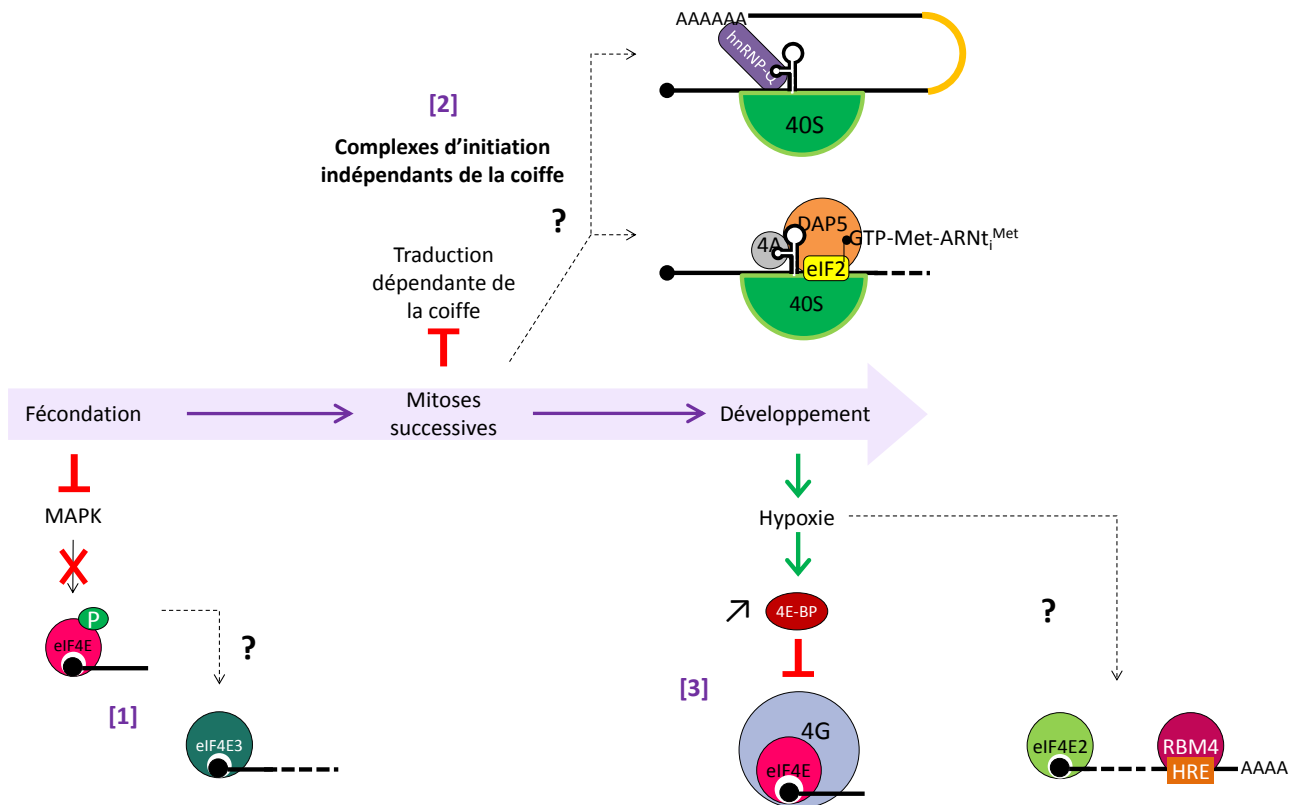 AAAAAA
hnRNP-Q
40S
[2]
Complexes d'initiation
indépendants de la coiffe
?
DAP5
4A
GTP-Met-ARNtiMet
eIF2
40S
Traduction
dépendante de
la coiffe
Fécondation
Mitoses
successives
Développement
MAPK
P
eIF4E
?
[1]
eIF4E3
Hypoxie
4E-BP
?
[3]
4G
eIF4E
eIF4E2
RBM4
HRE
AAAA